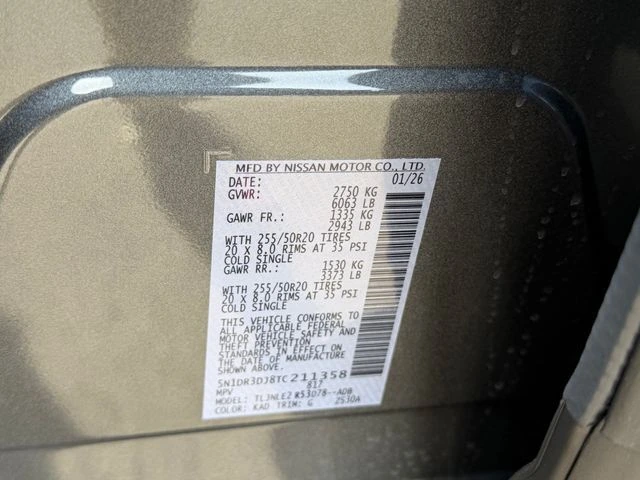 MFD BY NISSAN MOTOR CO., LTD.
DATE: 01/26
GVWR: 2750 KG
6063 LB
GAWR FR.: 1335 KG
2943 LB
WITH 255/50R20 TIRES
20 X 8.0 RIMS AT 35 PSI
COLD SINGLE
GAWR RR.: 1530 KG
3373 LB
WITH 255/50R20 TIRES
20 X 8.0 RIMS AT 35 PSI
COLD SINGLE
THIS VEHICLE CONFORMS TO
ALL APPLICABLE FEDERAL
MOTOR VEHICLE SAFETY AND
THEFT PREVENTION
STANDARDS IN EFFECT ON
THE DATE OF MANUFACTURE
SHOWN ABOVE.
5N1DR3DJ8TC211358
MPV 817
MODEL: TLJNLE2 R53D78--ADB
COLOR: KAD TRIM: G 2530A